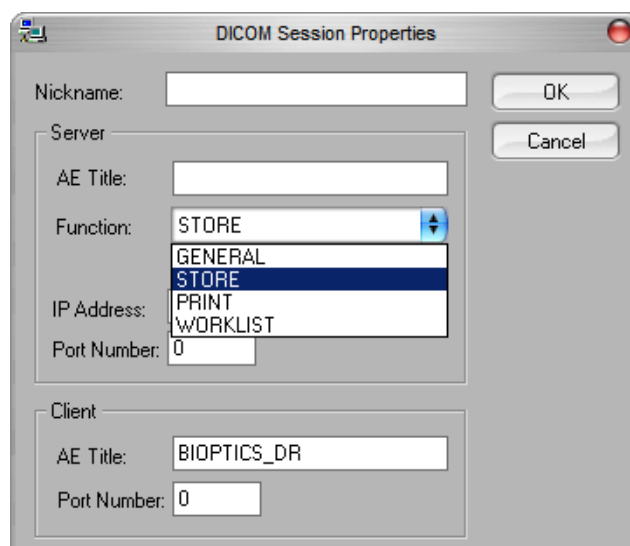 DICOM Session Properties
Nickname:
OK
Server
Cancel
AE Title:
Function: STORE
GENERAL
STORE
IP Address: PRINT
WORKLIST
Port Number: 0
Client
AE Title: BIOPTICS_DR
Port Number: 0